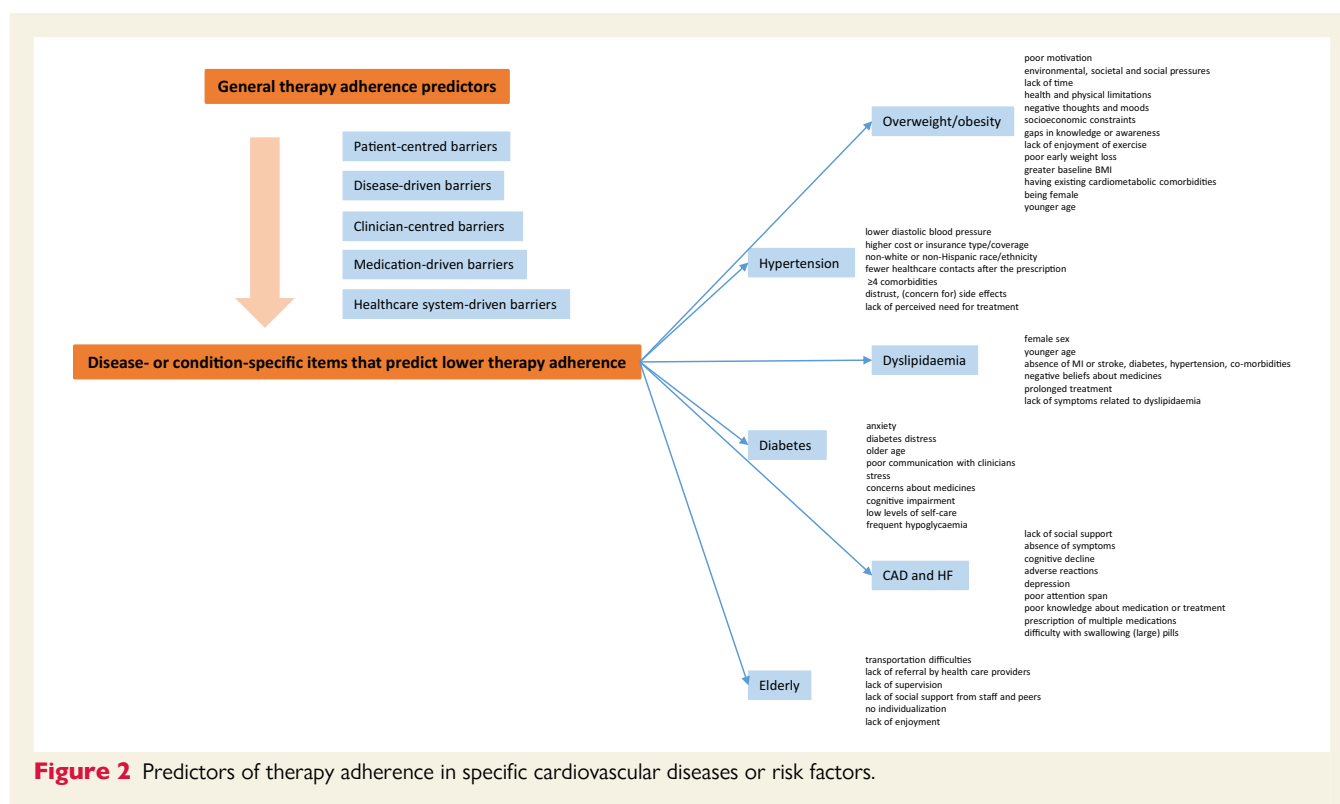 General therapy adherence predictors
Patient-centred barriers
Disease-driven barriers
Clinician-centred barriers
Medication-driven barriers
Healthcare system-driven barriers
Disease- or condition-specific items that predict lower therapy adherence
Overweight/obesity
poor motivation
environmental, societal and social pressures
lack of time
health and physical limitations
negative thoughts and moods
socioeconomic constraints
gaps in knowledge or awareness
lack of enjoyment of exercise
poor early weight loss
greater baseline BMI
having existing cardiometabolic comorbidities
being female
younger age
Hypertension
lower diastolic blood pressure
higher cost or insurance type/coverage
non-white or non-Hispanic race/ethnicity
fewer healthcare contacts after the prescription
≥4 comorbidities
distrust, (concern for) side effects
lack of perceived need for treatment
Dyslipidaemia
female sex
younger age
absence of MI or stroke, diabetes, hypertension, co-morbidities
negative beliefs about medicines
prolonged treatment
lack of symptoms related to dyslipidaemia
Diabetes
anxiety
diabetes distress
older age
poor communication with clinicians
stress
concerns about medicines
cognitive impairment
low levels of self-care
frequent hypoglycaemia
CAD and HF
lack of social support
absence of symptoms
cognitive decline
adverse reactions
depression
poor attention span
poor knowledge about medication or treatment
prescription of multiple medications
difficulty with swallowing (large) pills
Elderly
transportation difficulties
lack of referral by health care providers
lack of supervision
lack of social support from staff and peers
no individualization
lack of enjoyment
Figure 2 Predictors of therapy adherence in specific cardiovascular diseases or risk factors.